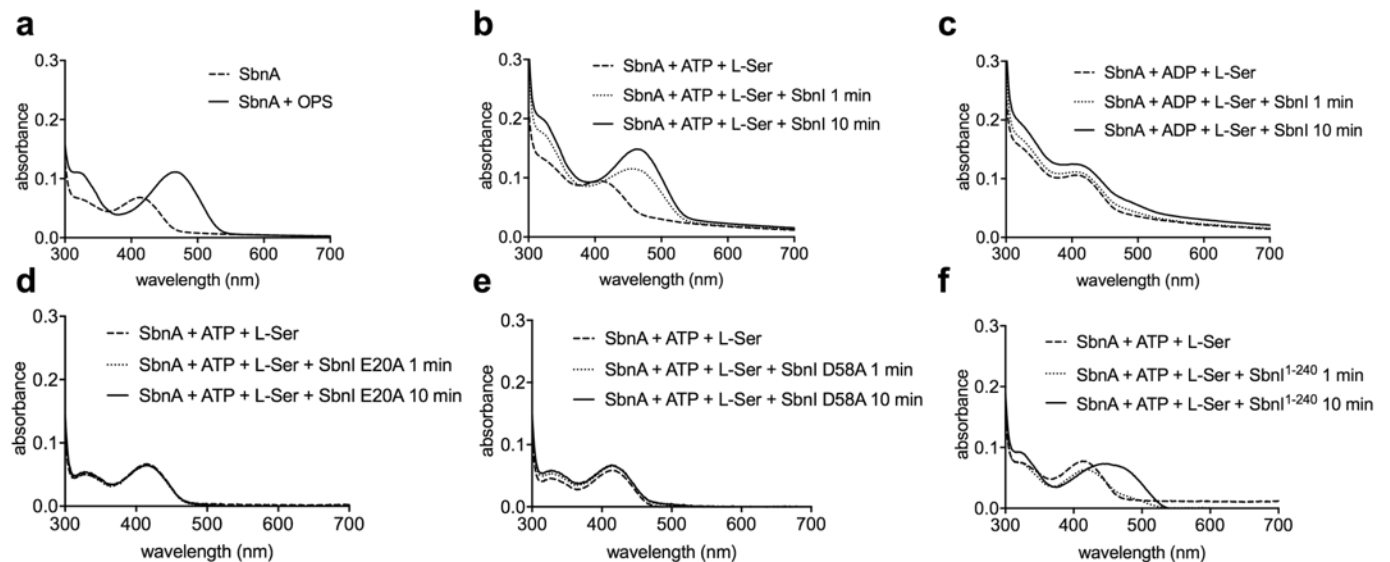 a
0.3
0.2
0.1
0.0
absorbance
300 400 500 600 700
wavelength (nm)
SbnA
SbnA + OPS
b
0.3
0.2
0.1
0.0
absorbance
300 400 500 600 700
wavelength (nm)
SbnA + ATP + L-Ser
SbnA + ATP + L-Ser + SbnI 1 min
SbnA + ATP + L-Ser + SbnI 10 min
c
0.3
0.2
0.1
0.0
absorbance
300 400 500 600 700
wavelength (nm)
SbnA + ADP + L-Ser
SbnA + ADP + L-Ser + SbnI 1 min
SbnA + ADP + L-Ser + SbnI 10 min
d
0.3
0.2
0.1
0.0
absorbance
300 400 500 600 700
wavelength (nm)
SbnA + ATP + L-Ser
SbnA + ATP + L-Ser + SbnI E20A 1 min
SbnA + ATP + L-Ser + SbnI E20A 10 min
e
0.3
0.2
0.1
0.0
absorbance
300 400 500 600 700
wavelength (nm)
SbnA + ATP + L-Ser
SbnA + ATP + L-Ser + SbnI D58A 1 min
SbnA + ATP + L-Ser + SbnI D58A 10 min
f
0.3
0.2
0.1
0.0
absorbance
300 400 500 600 700
wavelength (nm)
SbnA + ATP + L-Ser
SbnA + ATP + L-Ser + SbnI¹⁻²⁴⁰ 1 min
SbnA + ATP + L-Ser + SbnI¹⁻²⁴⁰ 10 min